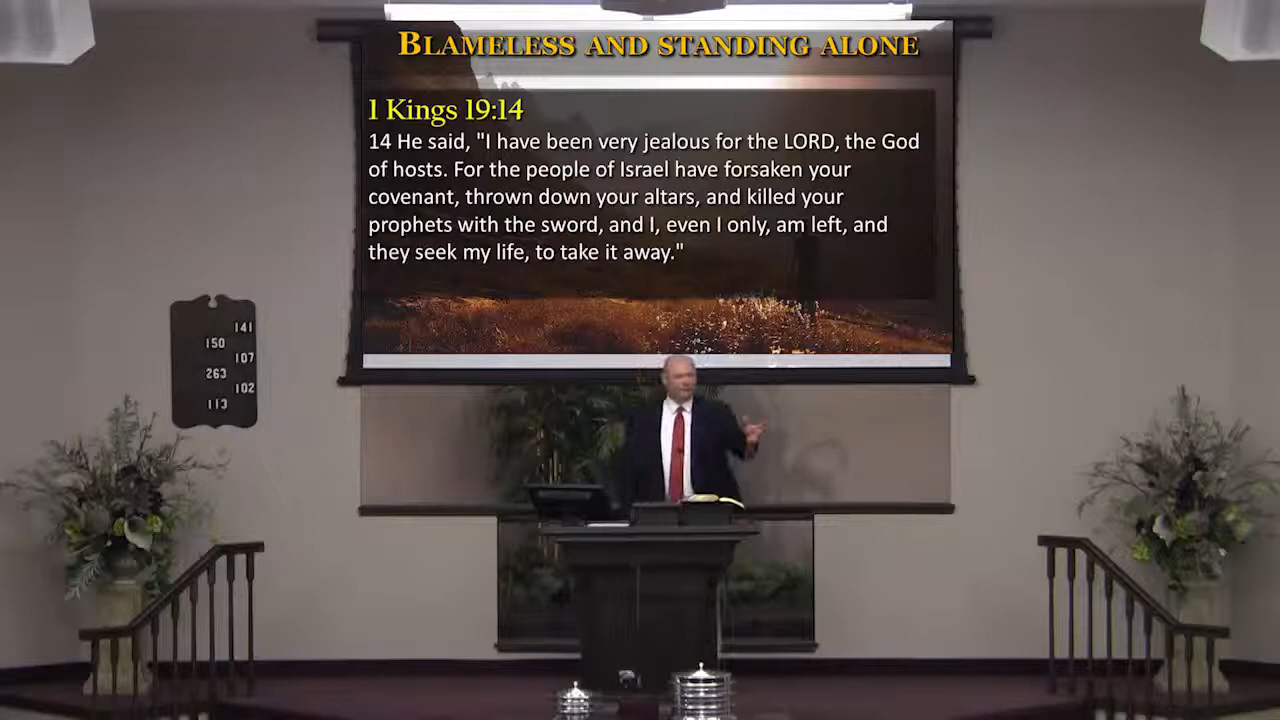 BLAMELESS AND STANDING ALONE
1 Kings 19:14
14 He said, "I have been very jealous for the LORD, the God
of hosts. For the people of Israel have forsaken your
covenant, thrown down your altars, and killed your
prophets with the sword, and I, even I only, am left, and
they seek my life, to take it away."
141
150
107
263
102
113